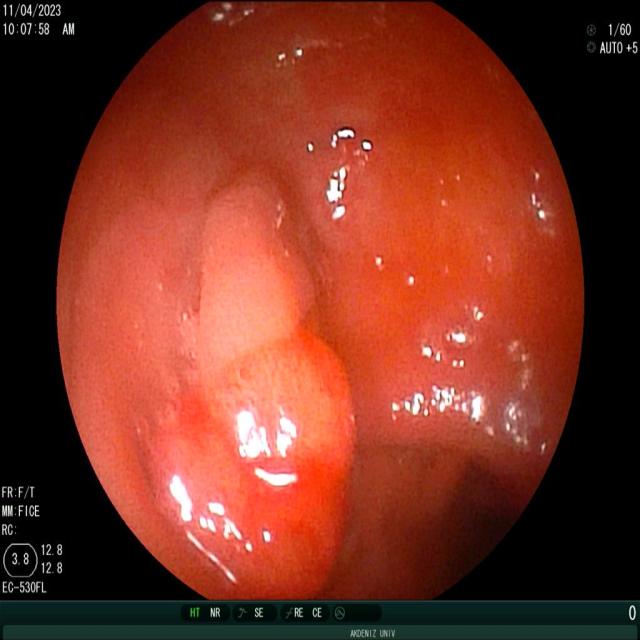 11/04/2023
10:07:58 AM
1/60
AUTO +5
FR:F/T
MM:FICE
RC:
3.8
12.8
12.8
EC-530FL
HT NR SE RE CE
0
AKDENIZ UNIV